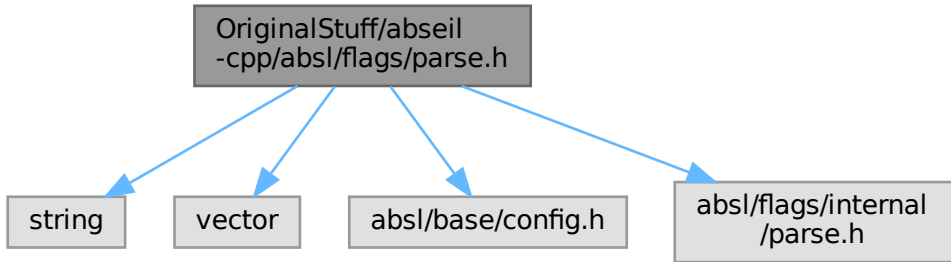 OriginalStuff/abseil
-cpp/absl/flags/parse.h
string
vector
absl/base/config.h
absl/flags/internal
/parse.h